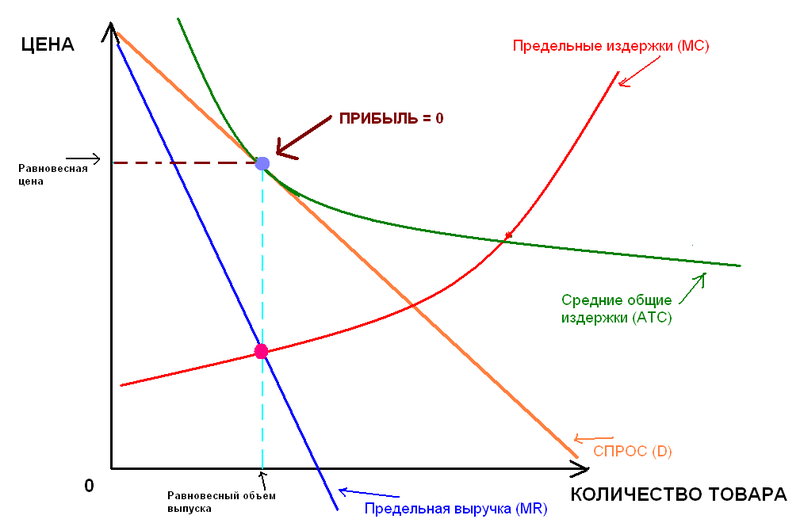 ЦЕНА
Предельные издержки (MC)
ПРИБЫЛЬ = 0
Равновесная
цена
Средние общие
издержки (ATC)
СПРОС (D)
0
Равновесный объем
выпуска
КОЛИЧЕСТВО ТОВАРА
Предельная выручка (MR)